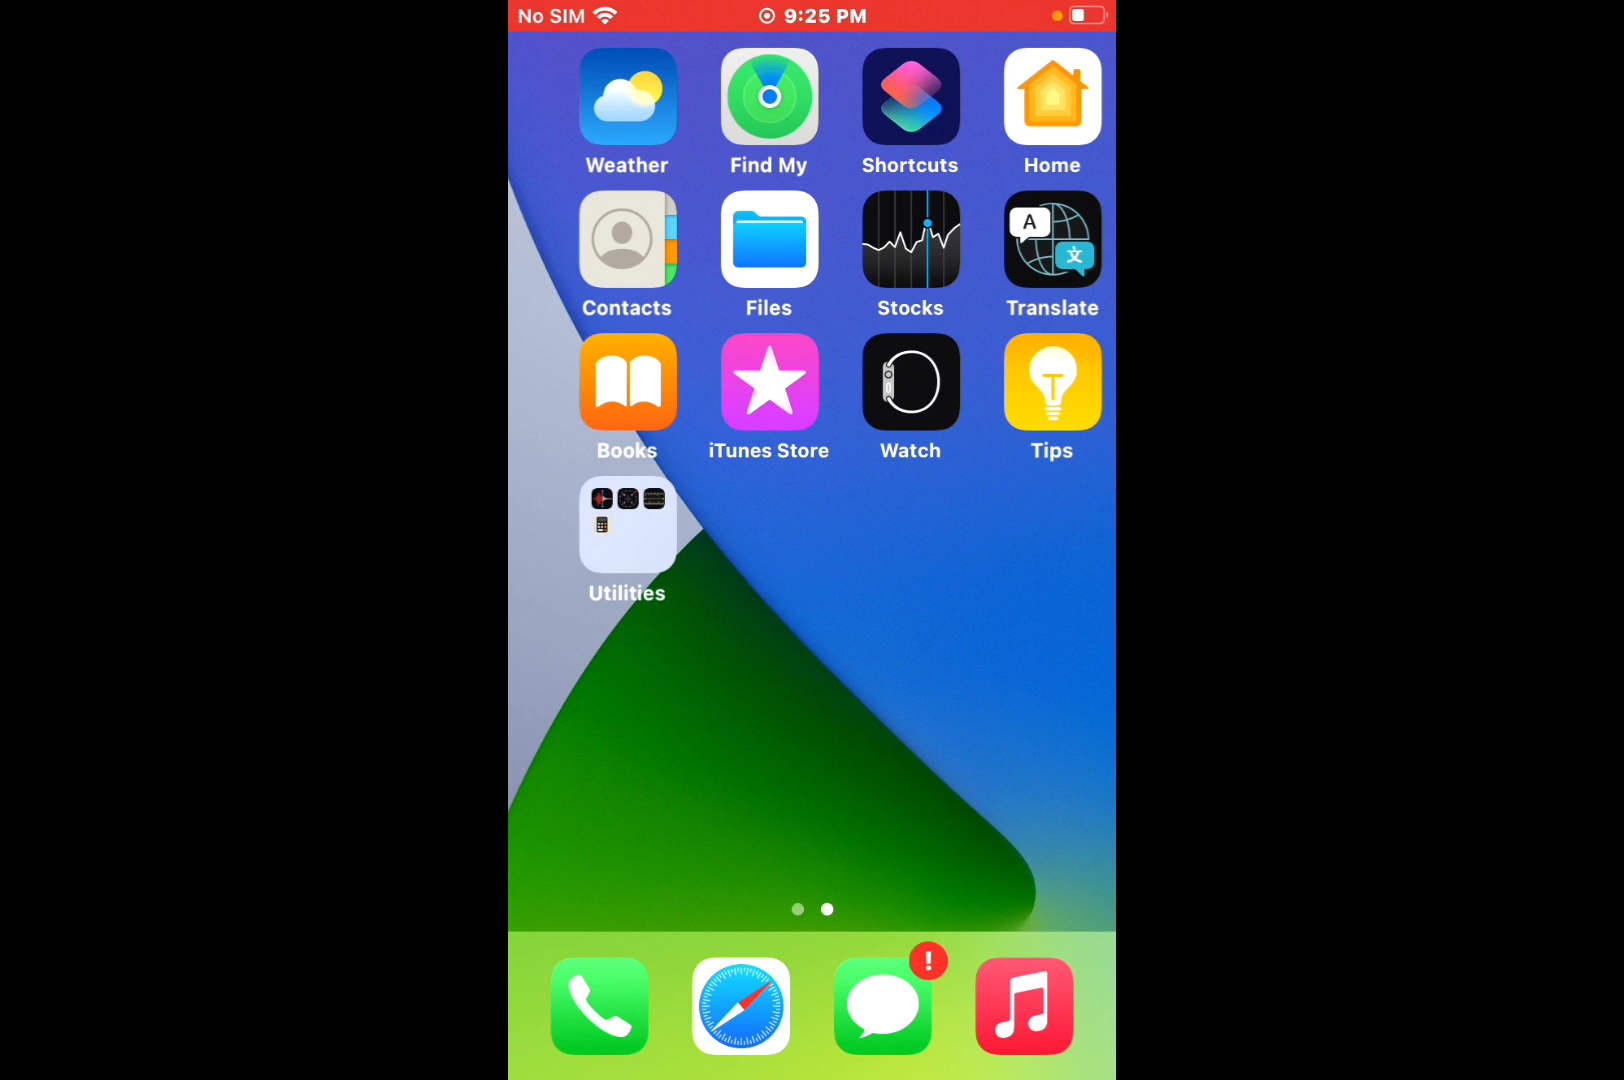 No SIM 9:25 PM
Weather Find My Shortcuts Home
A
文
Contacts Files Stocks Translate
Books iTunes Store Watch Tips
Utilities
!